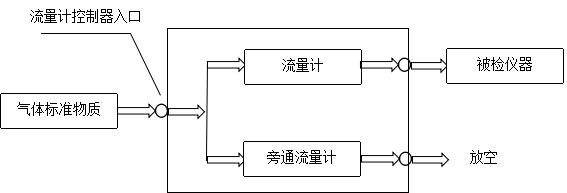 流量计控制器入口
流量计
被检仪器
气体标准物质
旁通流量计
放空